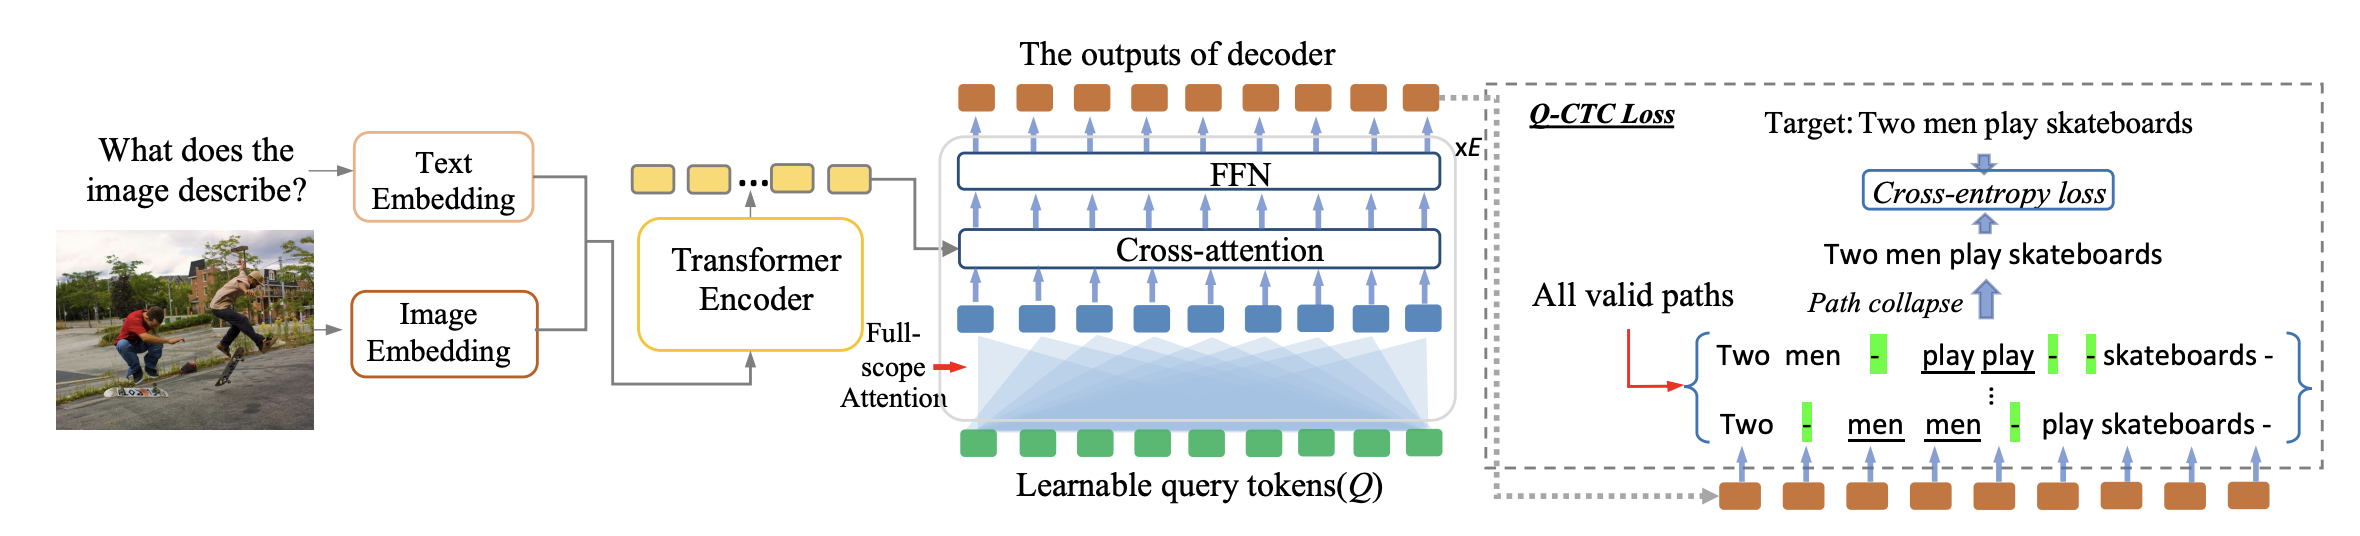 What does the
image describe?
Text
Embedding
Image
Embedding
Transformer
Encoder
...
The outputs of decoder
xE
FFN
Cross-attention
Full-
scope
Attention
Learnable query tokens(Q)
Q-CTC Loss
Target: Two men play skateboards
Cross-entropy loss
Two men play skateboards
Path collapse
All valid paths
Two men - play play - - skateboards -
...
Two - men men - play skateboards -